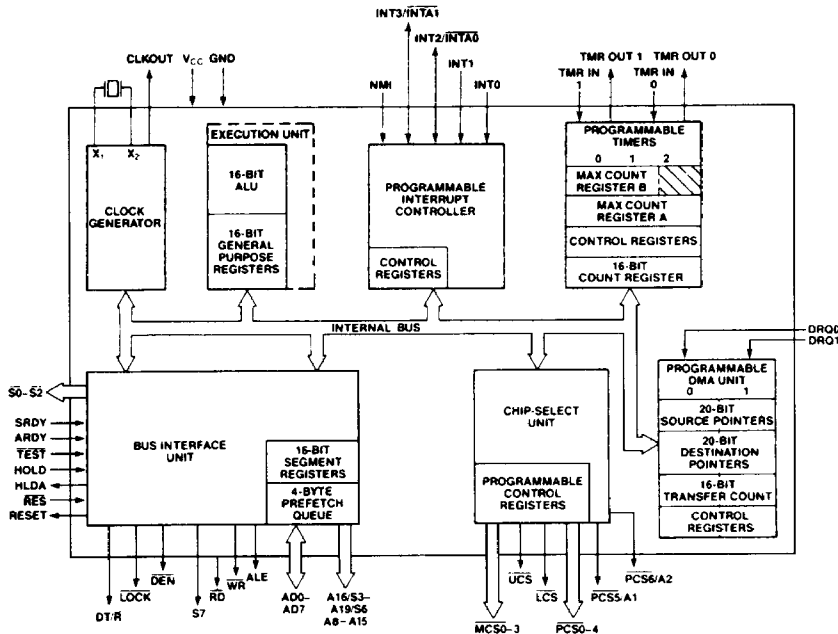 INT3/INTA1
INT2/INTA0
CLKOUT VCC GND
NMI
INT1
INT0
TMR OUT 1 TMR OUT 0
TMR IN 1
TMR IN 0
X1 X2
CLOCK
GENERATOR
EXECUTION UNIT
16-BIT
ALU
16-BIT
GENERAL
PURPOSE
REGISTERS
PROGRAMMABLE
INTERRUPT
CONTROLLER
CONTROL
REGISTERS
PROGRAMMABLE
TIMERS
0 1 2
MAX COUNT
REGISTER B
MAX COUNT
REGISTER A
CONTROL REGISTERS
16-BIT
COUNT REGISTER
INTERNAL BUS
DRQ0
DRQ1
S0-S2
SRDY
ARDY
TEST
HOLD
HLDA
RES
RESET
BUS INTERFACE
UNIT
16-BIT
SEGMENT
REGISTERS
4-BYTE
PREFETCH
QUEUE
CHIP-SELECT
UNIT
PROGRAMMABLE
CONTROL
REGISTERS
PROGRAMMABLE
DMA UNIT
0 1
20-BIT
SOURCE POINTERS
20-BIT
DESTINATION
POINTERS
16-BIT
TRANSFER COUNT
CONTROL
REGISTERS
DT/R
LOCK
DEN
S7
RD
WR
ALE
AD0-
AD7
A16/S3-
A19/S6
A8-A15
MCS0-3
UCS
LCS
PCS0-4
PCS5/A1
PCS6/A2